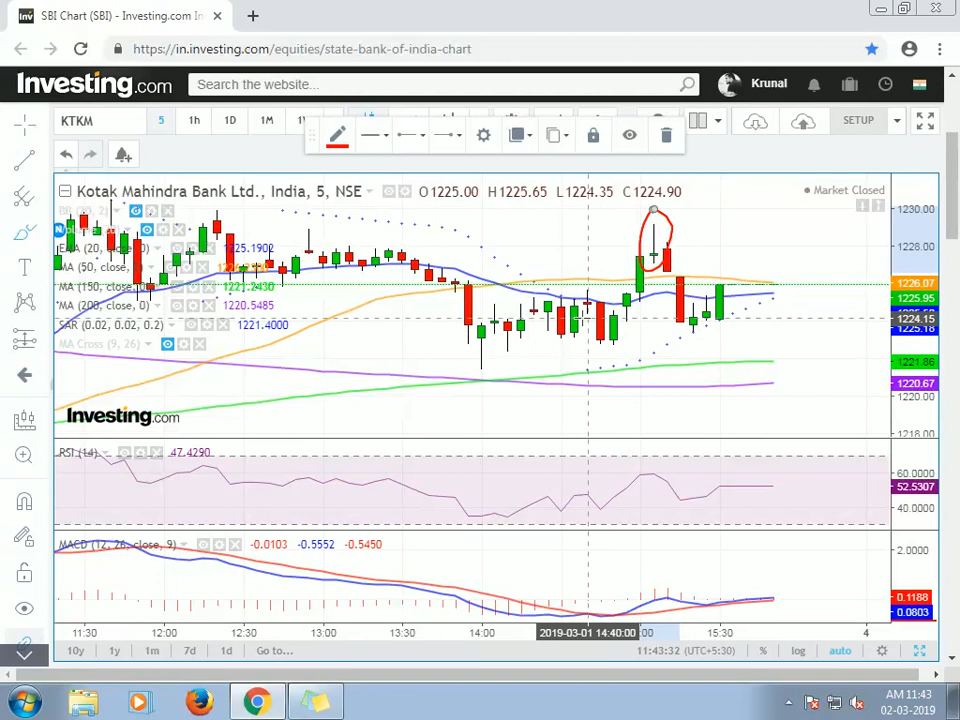 SBI Chart (SBI) - Investing.com In
https://in.investing.com/equities/state-bank-of-india-chart
Investing.com
Search the website...
Krunal
KTKM
5
1h
1D
1M
SETUP
Kotak Mahindra Bank Ltd., India, 5, NSE
O1225.00 H1225.65 L1224.35 C1224.90
Market Closed
EMA (20, close, 0) 1225.1902
MA (50, close,
MA (150, close, 1221.2430
MA (200, close, 0) 1220.5485
SAR (0.02, 0.02, 0.2) 1221.4000
MA Cross (9, 26)
1230.00
1228.00
1226.07
1225.95
1224.15
1225.18
1221.86
1220.67
1220.00
1218.00
Investing.com
RSI (14) 47.4290
60.0000
52.5307
40.0000
MACD (12, 26, close, 9) -0.0103 -0.5552 -0.5450
2.0000
0.1188
0.0803
11:30
12:00
12:30
13:00
13:30
14:00
2019-03-01 14:40:00
:00
15:30
4
10y
1y
1m
7d
1d
Go to...
11:43:32 (UTC+5:30)
%
log
auto
AM 11:43
02-03-2019